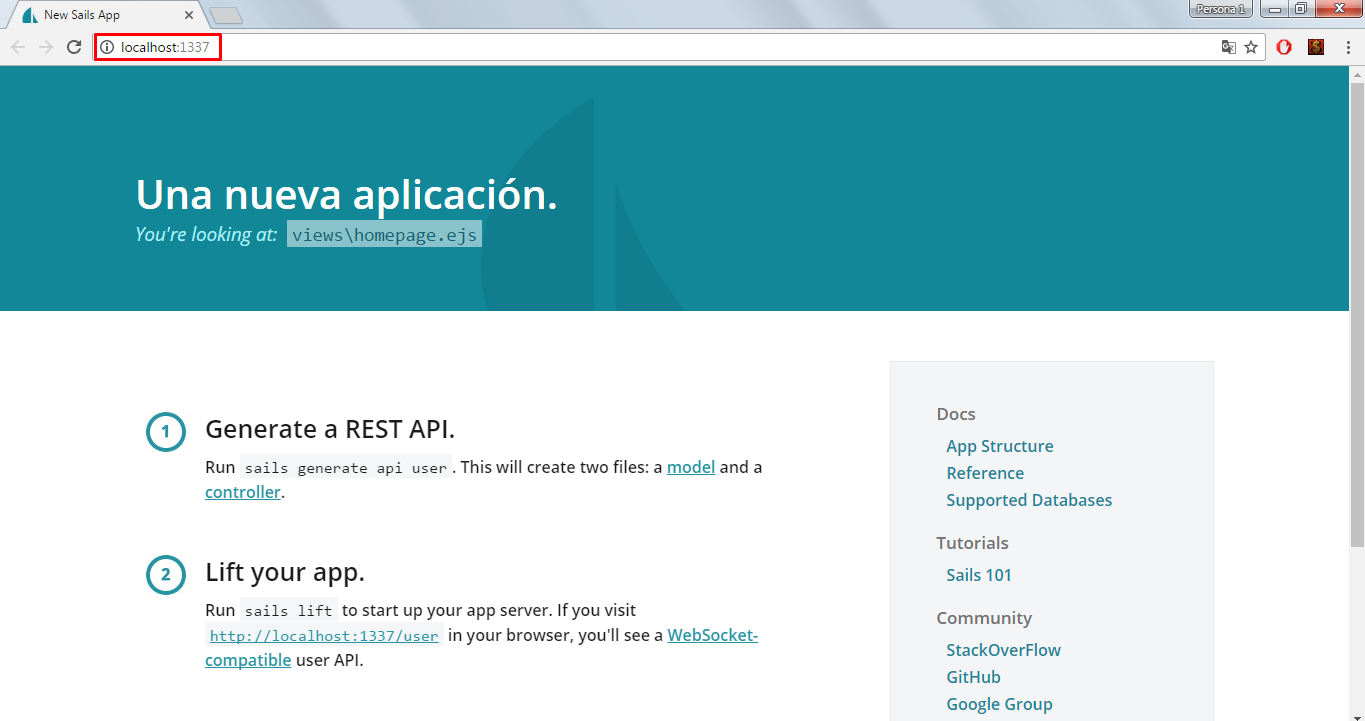 New Sails App
Persona 1
localhost:1337
Una nueva aplicación.
You're looking at: views\homepage.ejs
1
Generate a REST API.
Run sails generate api user. This will create two files: a model and a
controller.
2
Lift your app.
Run sails lift to start up your app server. If you visit
http://localhost:1337/user in your browser, you'll see a WebSocket-
compatible user API.
Docs
App Structure
Reference
Supported Databases
Tutorials
Sails 101
Community
StackOverFlow
GitHub
Google Group